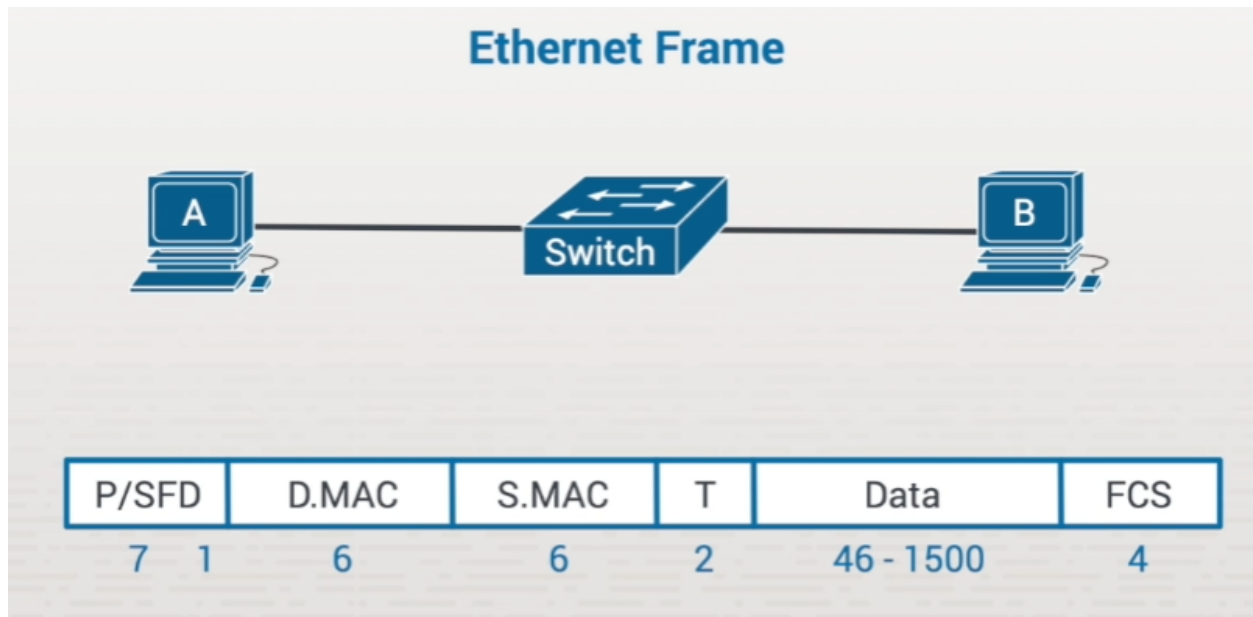 Ethernet Frame
A
Switch
B
P/SFD D.MAC S.MAC T Data FCS
7 1 6 6 2 46 - 1500 4